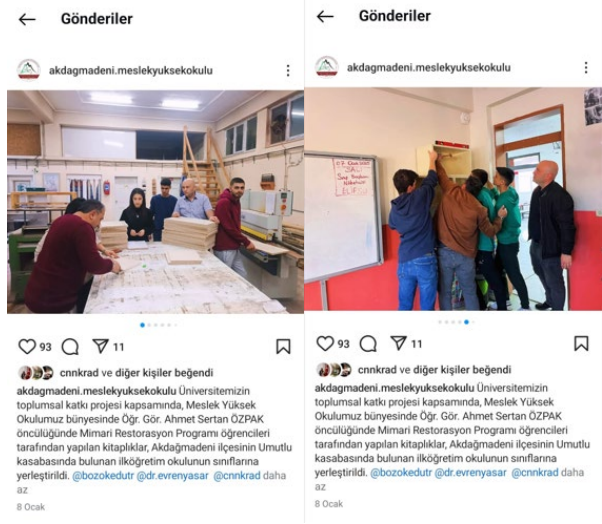 Gönderiler
akdagmadeni.meslekyuksekokulu
93
11
cnnkrad ve diğer kişiler beğendi
akdagmadeni.meslekyuksekokulu Üniversitemizin
toplumsal katkı projesi kapsamında, Meslek Yüksek
Okulumuz bünyesinde Öğr. Gör. Ahmet Sertan ÖZPAK
öncülüğünde Mimari Restorasyon Programı öğrencileri
tarafından yapılan kitaplıklar, Akdağmadeni ilçesinin Umutlu
kasabasında bulunan ilköğretim okulunun sınıflarına
yerleştirildi. @bozokedutr @dr.evrenyasar @cnnkrad daha
az
8 Ocak
Gönderiler
akdagmadeni.meslekyuksekokulu
SALI
93
11
cnnkrad ve diğer kişiler beğendi
akdagmadeni.meslekyuksekokulu Üniversitemizin
toplumsal katkı projesi kapsamında, Meslek Yüksek
Okulumuz bünyesinde Öğr. Gör. Ahmet Sertan ÖZPAK
öncülüğünde Mimari Restorasyon Programı öğrencileri
tarafından yapılan kitaplıklar, Akdağmadeni ilçesinin Umutlu
kasabasında bulunan ilköğretim okulunun sınıflarına
yerleştirildi. @bozokedutr @dr.evrenyasar @cnnkrad daha
az
8 Ocak